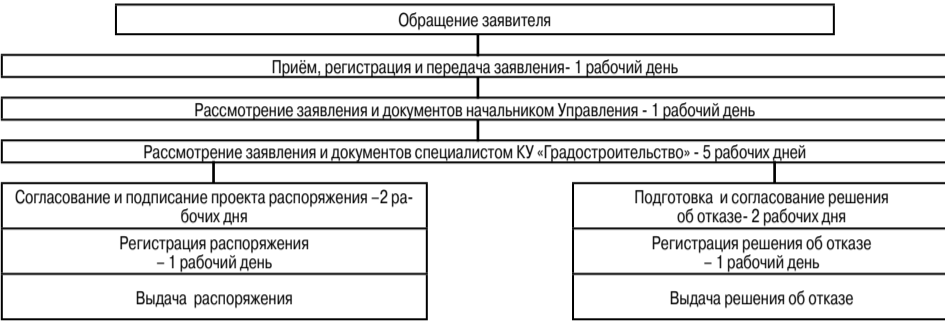 Обращение заявителя
Приём, регистрация и передача заявления- 1 рабочий день
Рассмотрение заявления и документов начальником Управления - 1 рабочий день
Рассмотрение заявления и документов специалистом КУ «Градостроительство» - 5 рабочих дней
Согласование и подписание проекта распоряжения –2 ра-
бочих дня
Регистрация распоряжения
– 1 рабочий день
Выдача распоряжения
Подготовка и согласование решения
об отказе- 2 рабочих дня
Регистрация решения об отказе
– 1 рабочий день
Выдача решения об отказе